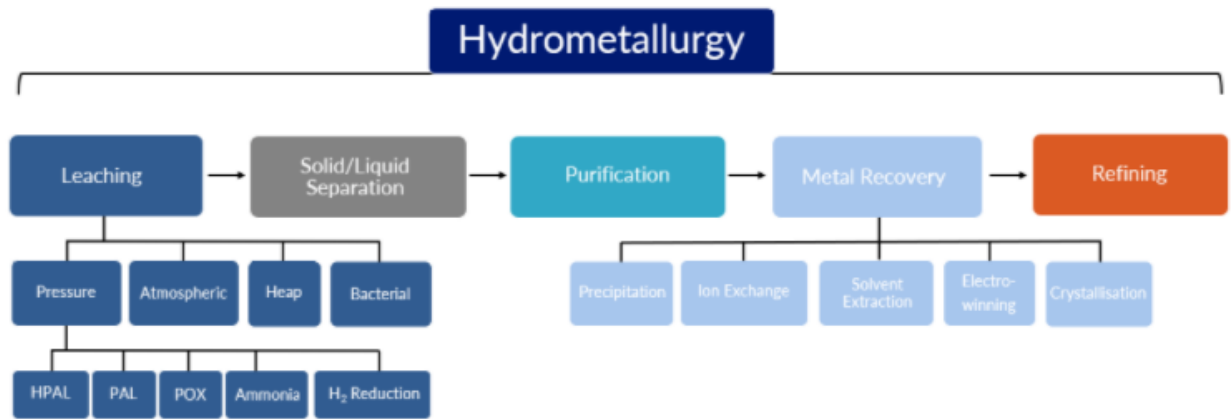 Hydrometallurgy
Leaching
Solid/Liquid
Separation
Purification
Metal Recovery
Refining
Pressure
Atmospheric
Heap
Bacterial
Precipitation
Ion Exchange
Solvent
Extraction
Electro-
winning
Crystallisation
HPAL
PAL
POX
Ammonia
H₂ Reduction